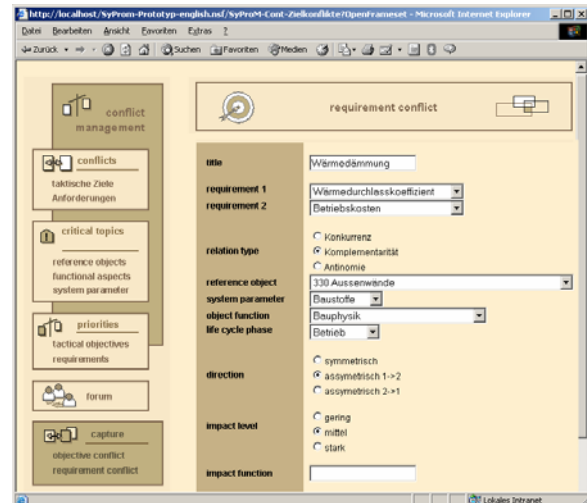 http://localhost/SyProm-Prototyp-english.nsf/SyProM-Cont-Zielkonflikte?OpenFrameset - Microsoft Internet Explorer
Datei Bearbeiten Ansicht Favoriten Extras ?
Zurück Suchen Favoriten Medien
conflict
management
conflicts
taktische Ziele
Anforderungen
critical topics
reference objects
functional aspects
system parameter
priorities
tactical objectives
requirements
forum
capture
objective conflict
requirement conflict
requirement conflict
title Wärmedämmung
requirement 1 Wärmedurchlasskoeffizient
requirement 2 Betriebskosten
relation type
Konkurrenz
Komplementarität
Antinomie
reference object 330 Aussenwände
system parameter Baustoffe
object function Bauphysik
life cycle phase Betrieb
direction
symmetrisch
assymetrisch 1->2
assymetrisch 2->1
impact level
gering
mittel
stark
impact function
Lokales Intranet